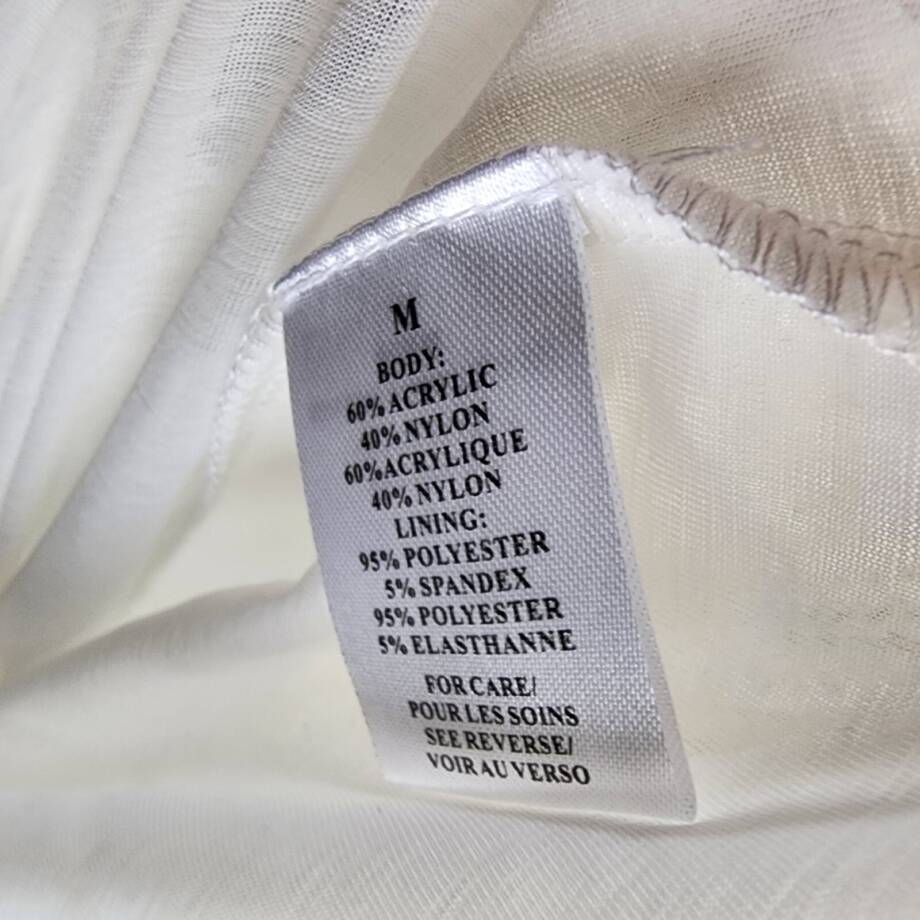 M
BODY:
60% ACRYLIC
40% NYLON
60% ACRYLIQUE
40% NYLON
LINING:
95% POLYESTER
5% SPANDEX
95% POLYESTER
5% ELASTHANNE
FOR CARE/
POUR LES SOINS
SEE REVERSE/
VOIR AU VERSO